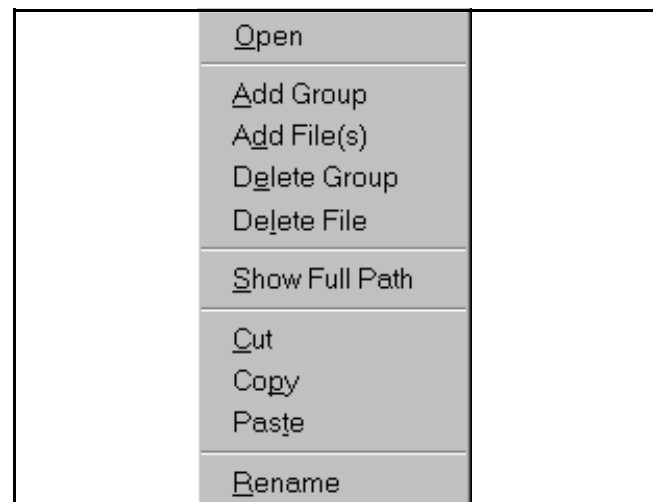 Open
Add Group
Add File(s)
Delete Group
Delete File
Show Full Path
Cut
Copy
Paste
Rename